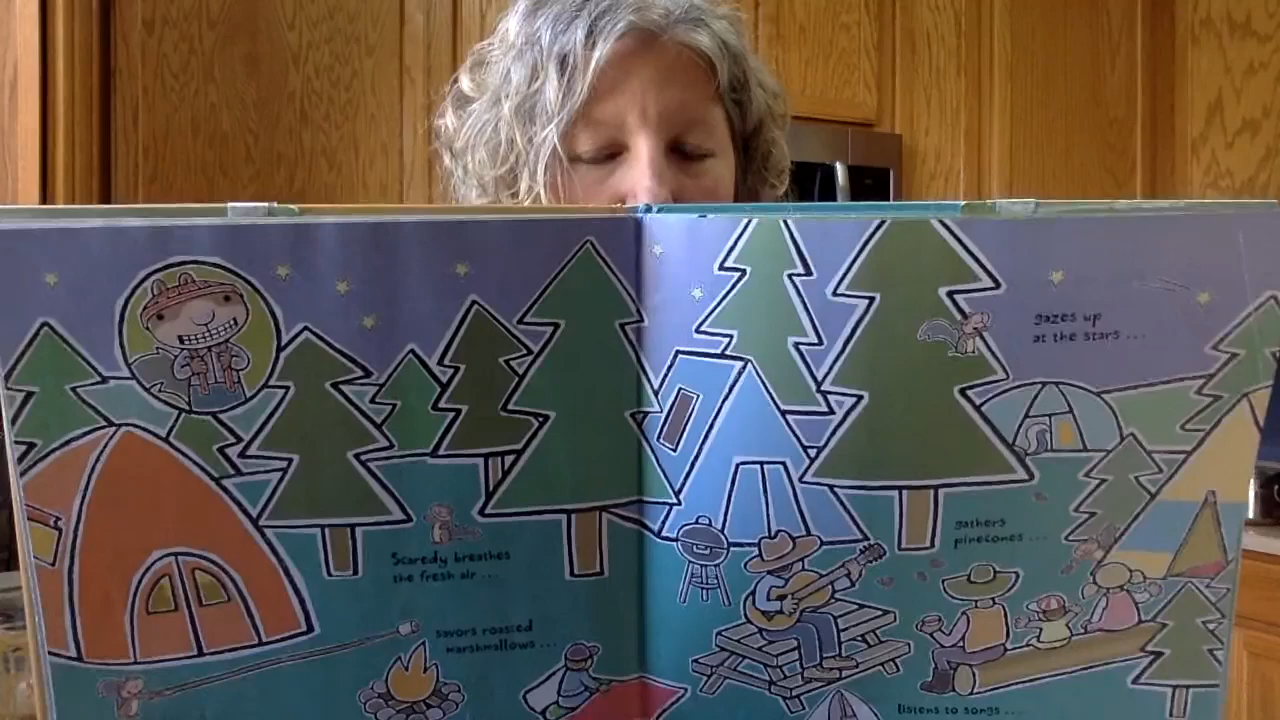 Scaredy breathes
the fresh air ...
savors roasted
marshmallows ...
gazes up
at the stars ...
gathers
pinecones ...
listens to songs ...